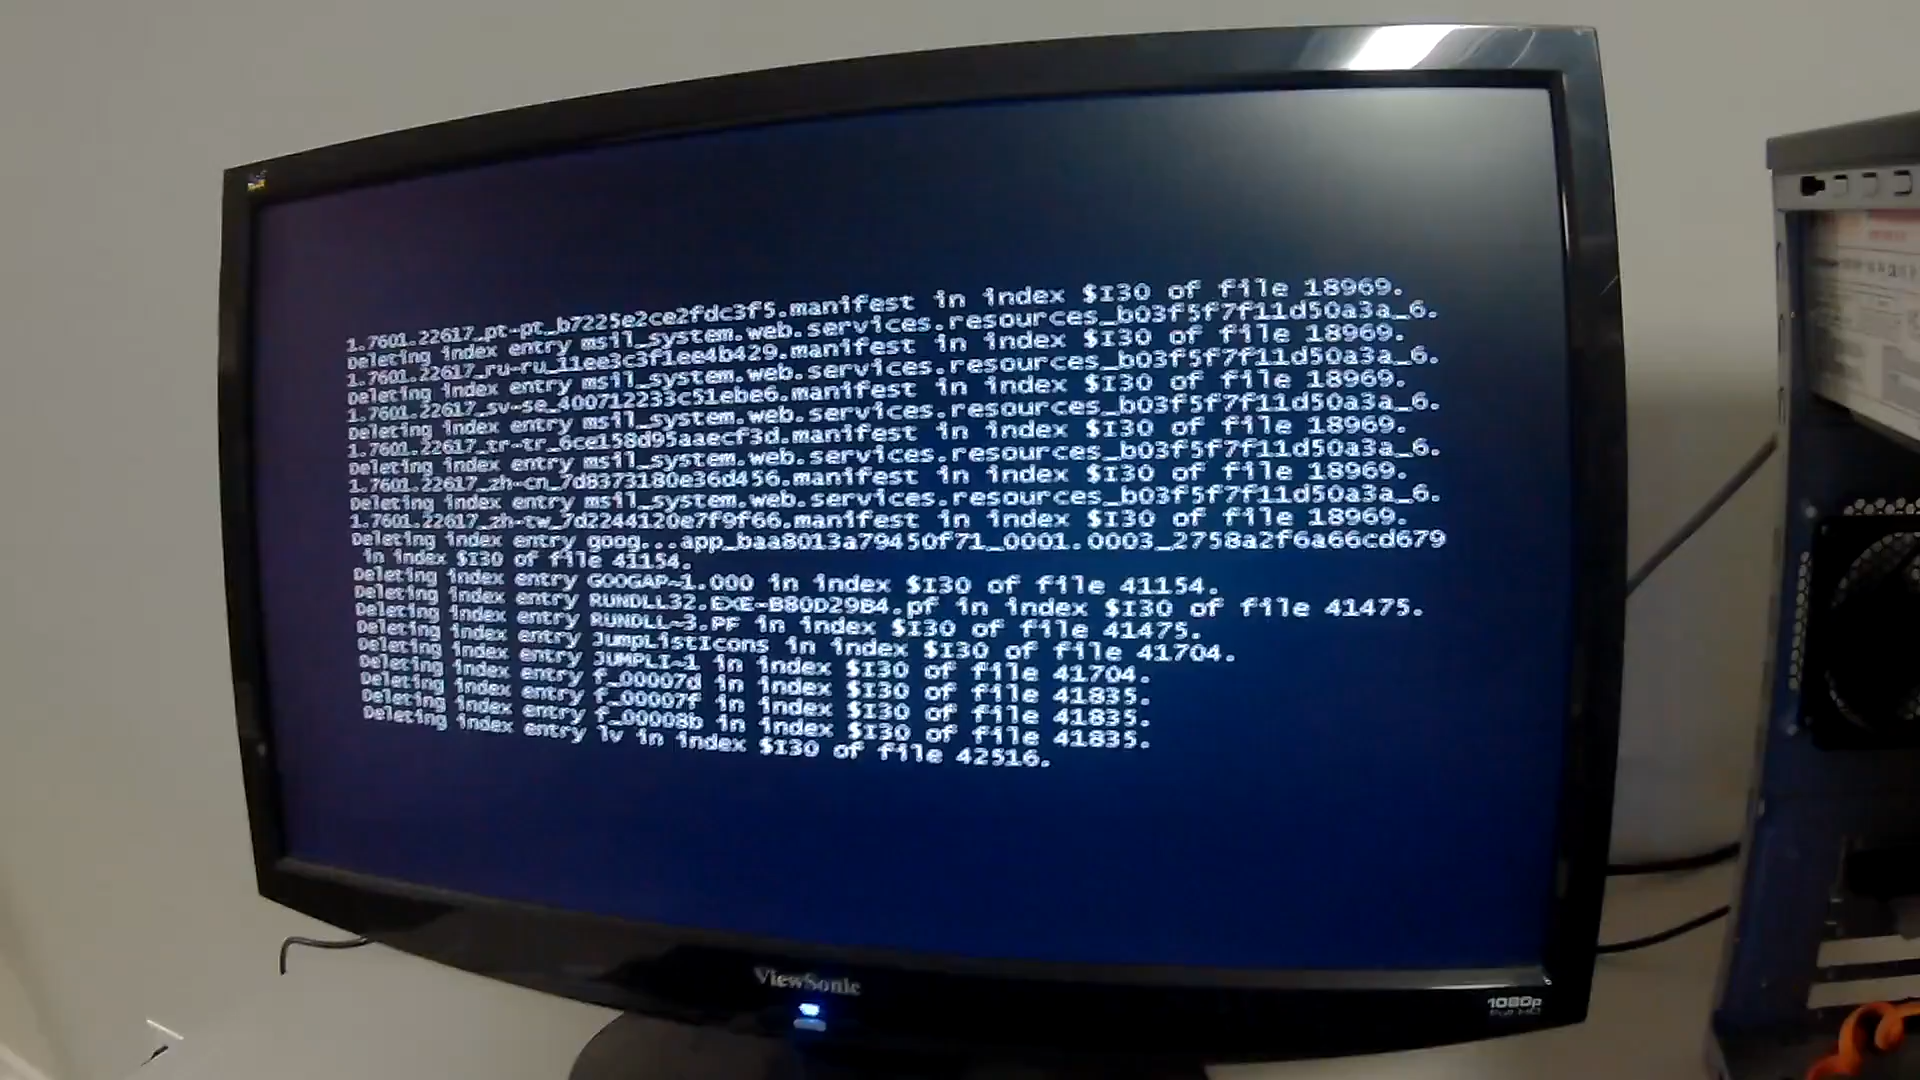 1.7601.22617_pt-pt_b7225e2ce2fdc3f5.manifest in index $I30 of file 18969.
Deleting index entry msil_system.web.services.resources_b03f5f7f11d50a3a_6.
1.7601.22617_ru-ru_11ee3c3f1ee4b429.manifest in index $I30 of file 18969.
Deleting index entry msil_system.web.services.resources_b03f5f7f11d50a3a_6.
1.7601.22617_sv-se_400712233c51ebe6.manifest in index $I30 of file 18969.
Deleting index entry msil_system.web.services.resources_b03f5f7f11d50a3a_6.
1.7601.22617_tr-tr_6ce158d95aaecf3d.manifest in index $I30 of file 18969.
Deleting index entry msil_system.web.services.resources_b03f5f7f11d50a3a_6.
1.7601.22617_zh-cn_7d8373180e36d456.manifest in index $I30 of file 18969.
Deleting index entry msil_system.web.services.resources_b03f5f7f11d50a3a_6.
1.7601.22617_zh-tw_7d2244120e7f9f66.manifest in index $I30 of file 18969.
Deleting index entry goog...app_baa8013a79450f71_0001.0003_2758a2f6a66cd679
in index $I30 of file 41154.
Deleting index entry GOOGAP~1.000 in index $I30 of file 41154.
Deleting index entry RUNDLL32.EXE-B80D29B4.pf in index $I30 of file 41475.
Deleting index entry RUNDLL~3.PF in index $I30 of file 41475.
Deleting index entry JumpListIcons in index $I30 of file 41704.
Deleting index entry JUMPLI~1 in index $I30 of file 41704.
Deleting index entry f_00007d in index $I30 of file 41835.
Deleting index entry f_00007f in index $I30 of file 41835.
Deleting index entry f_00008b in index $I30 of file 41835.
Deleting index entry lv in index $I30 of file 42516.
ViewSonic
1080p
Full HD